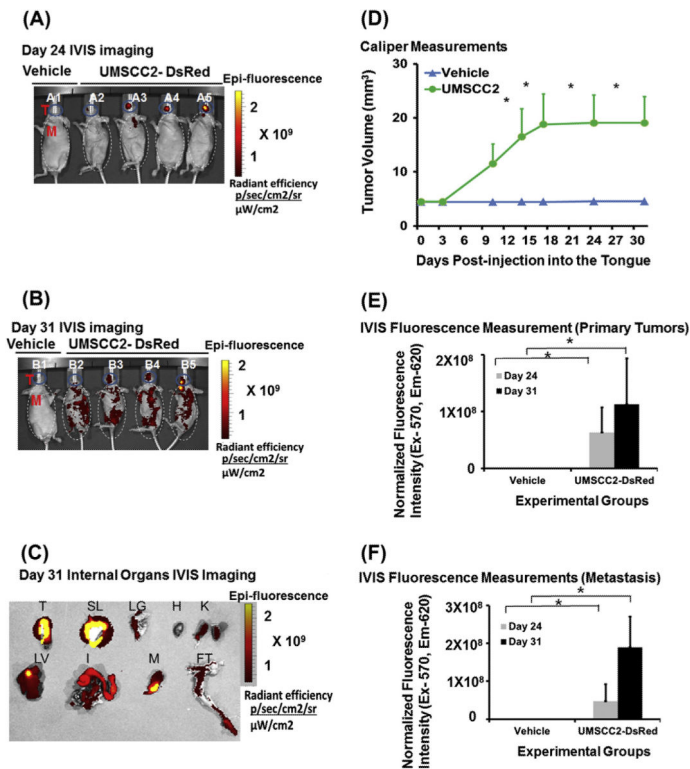 (A)
Day 24 IVIS imaging
Vehicle UMSCC2- DsRed
Epi-fluorescence
A1 A2 A3 A4 A5
T
M
2
X 10⁹
1
Radiant efficiency
p/sec/cm2/sr
µW/cm2
(B)
Day 31 IVIS imaging
Vehicle UMSCC2- DsRed
Epi-fluorescence
B1 B2 B3 B4 B5
T
M
2
X 10⁹
1
Radiant efficiency
p/sec/cm2/sr
µW/cm2
(C)
Day 31 Internal Organs IVIS Imaging
Epi-fluorescence
T SL LG H K
LV I M FT
2
X 10⁹
1
Radiant efficiency
p/sec/cm2/sr
µW/cm2
(D)
Caliper Measurements
Vehicle
UMSCC2
* * * *
Tumor Volume (mm³)
30
20
10
0
0 3 6 9 12 15 18 21 24 27 30
Days Post-injection into the Tongue
(E)
IVIS Fluorescence Measurement (Primary Tumors)
*
*
Day 24
Day 31
Normalized Fluorescence
Intensity (Ex- 570, Em-620)
2X10⁸
1X10⁸
0
Vehicle UMSCC2-DsRed
Experimental Groups
(F)
IVIS Fluorescence Measurements (Metastasis)
*
*
Day 24
Day 31
Normalized Fluorescence
Intensity (Ex- 570, Em-620)
3X10⁸
3X10⁸
1X10⁸
0
Vehicle UMSCC2-DsRed
Experimental Groups